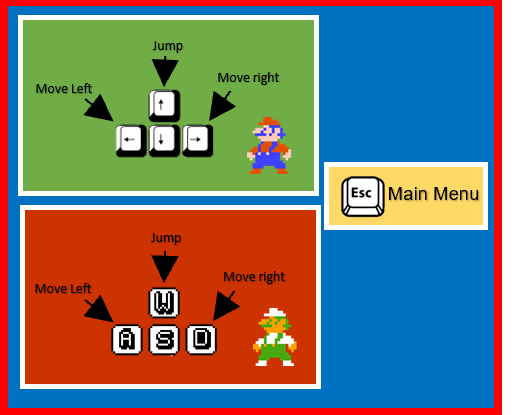 Jump
Move Left
Move right
↑
← ↓ →
Esc Main Menu
Jump
Move Left
Move right
W
A S D